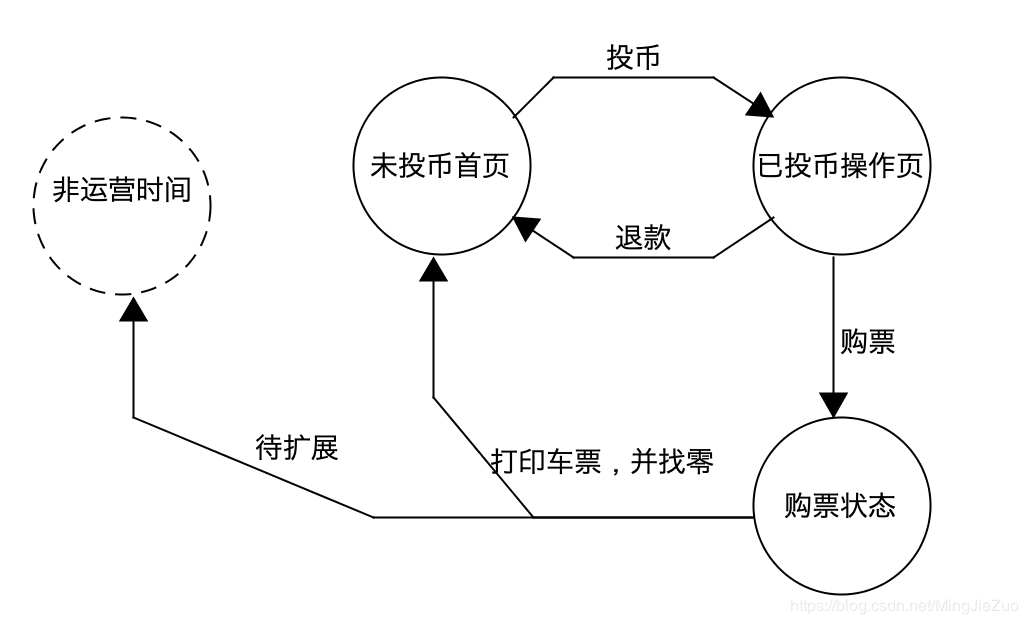 投币
未投币首页
已投币操作页
非运营时间
退款
购票
待扩展
打印车票，并找零
购票状态
https://blog.csdn.net/MingJieZuo